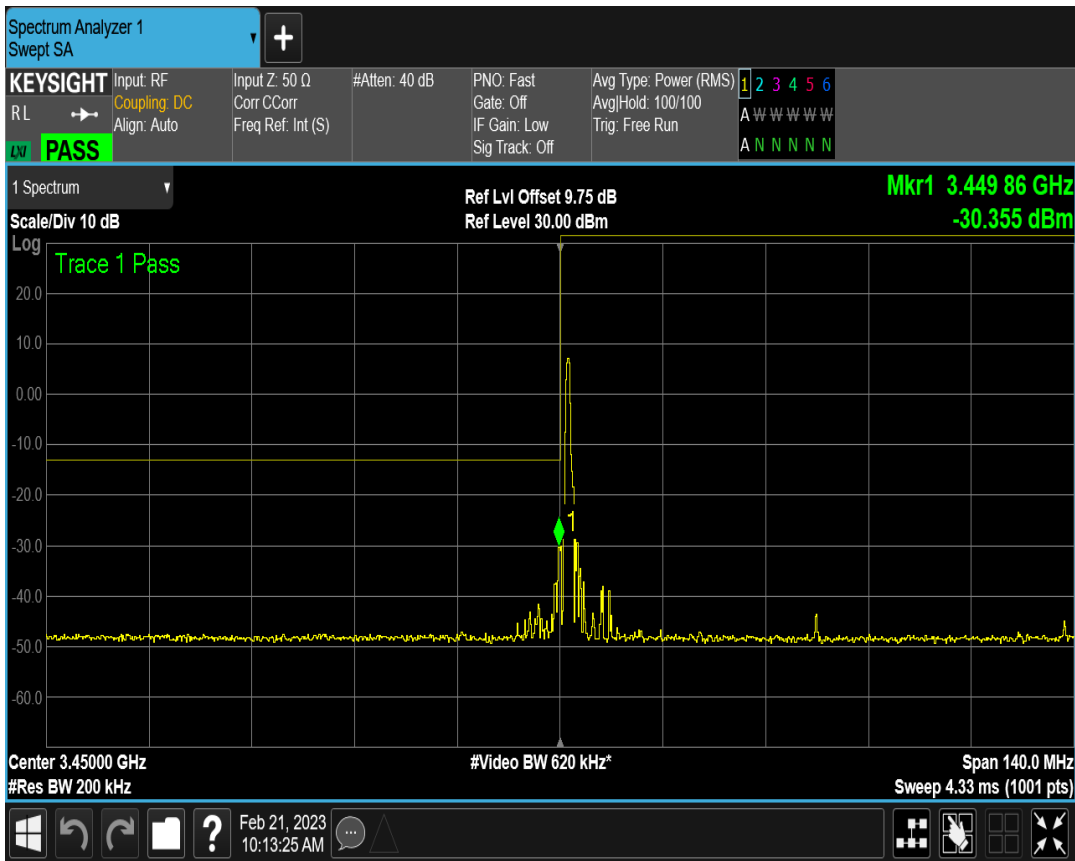 Spectrum Analyzer 1
Swept SA
+
KEYSIGHT
RL
LXI PASS
Input: RF
Coupling: DC
Align: Auto
Input Z: 50 Ω
Corr CCorr
Freq Ref: Int (S)
#Atten: 40 dB
PNO: Fast
Gate: Off
IF Gain: Low
Sig Track: Off
Avg Type: Power (RMS)
Avg|Hold: 100/100
Trig: Free Run
1 2 3 4 5 6
A W W W W W
A N N N N N
1 Spectrum
Scale/Div 10 dB
Ref Lvl Offset 9.75 dB
Ref Level 30.00 dBm
Mkr1 3.449 86 GHz
-30.355 dBm
Log
Trace 1 Pass
20.0
10.0
0.00
-10.0
-20.0
-30.0
-40.0
-50.0
-60.0
1
Center 3.45000 GHz
#Res BW 200 kHz
#Video BW 620 kHz*
Span 140.0 MHz
Sweep 4.33 ms (1001 pts)
?
Feb 21, 2023
10:13:25 AM